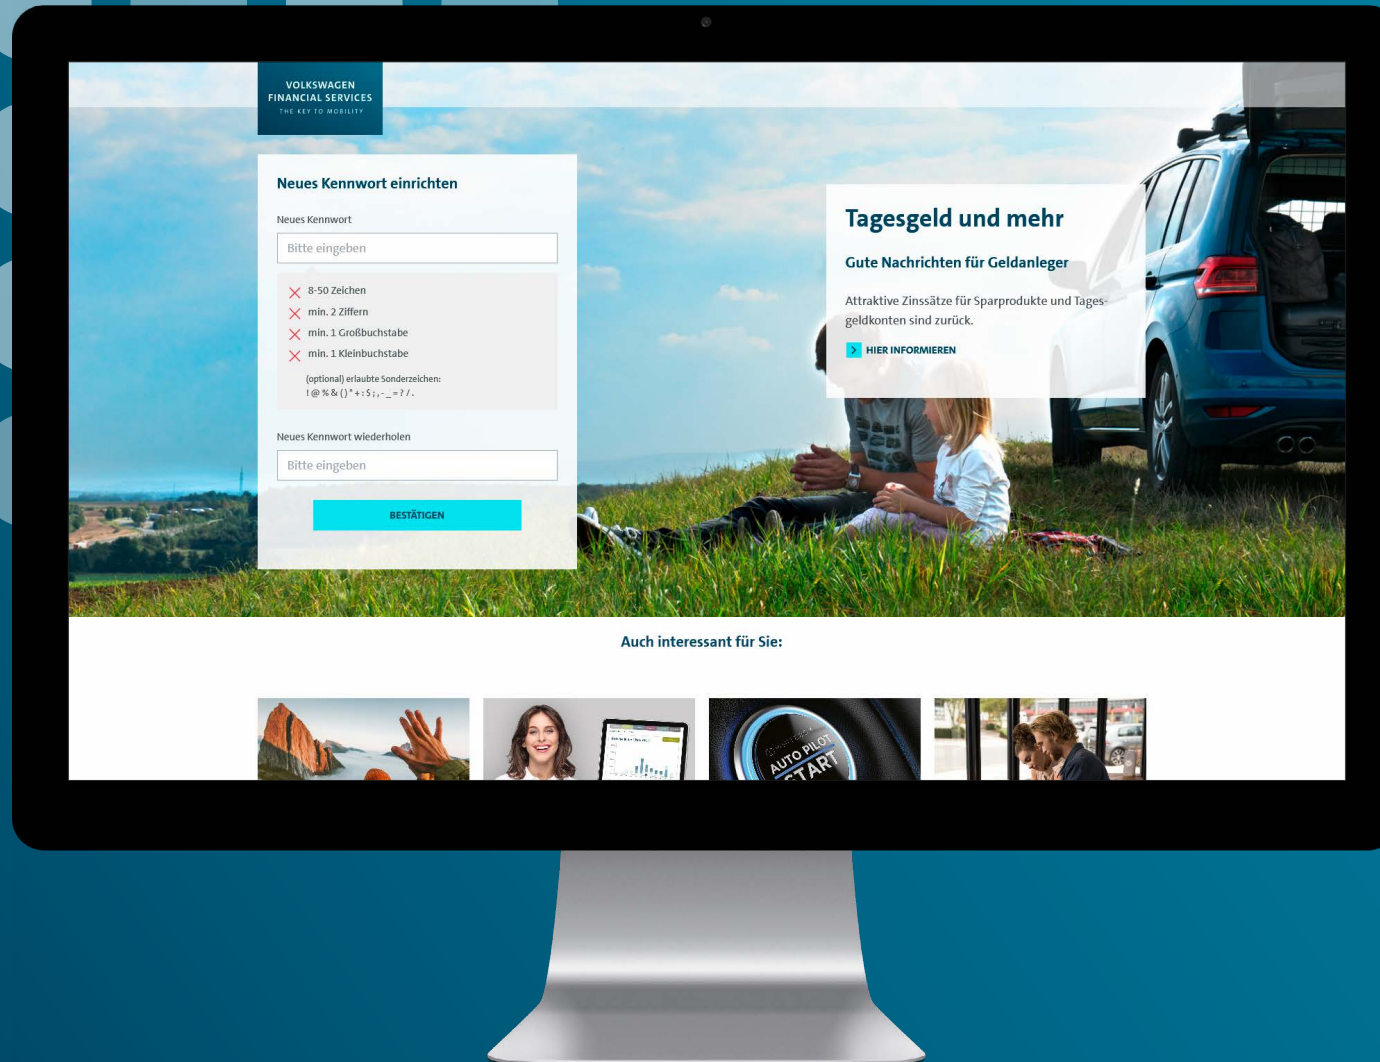 VOLKSWAGEN
FINANCIAL SERVICES
THE KEY TO MOBILITY
Neues Kennwort einrichten
Neues Kennwort
Bitte eingeben
8-50 Zeichen
min. 2 Ziffern
min. 1 Großbuchstabe
min. 1 Kleinbuchstabe
(optional) erlaubte Sonderzeichen:
! @ % & ( ) * + : $ ; , - _ = ? / .
Neues Kennwort wiederholen
Bitte eingeben
BESTÄTIGEN
Tagesgeld und mehr
Gute Nachrichten für Geldanleger
Attraktive Zinssätze für Sparprodukte und Tages-
geldkonten sind zurück.
HIER INFORMIEREN
Auch interessant für Sie:
AUTO PILOT
START